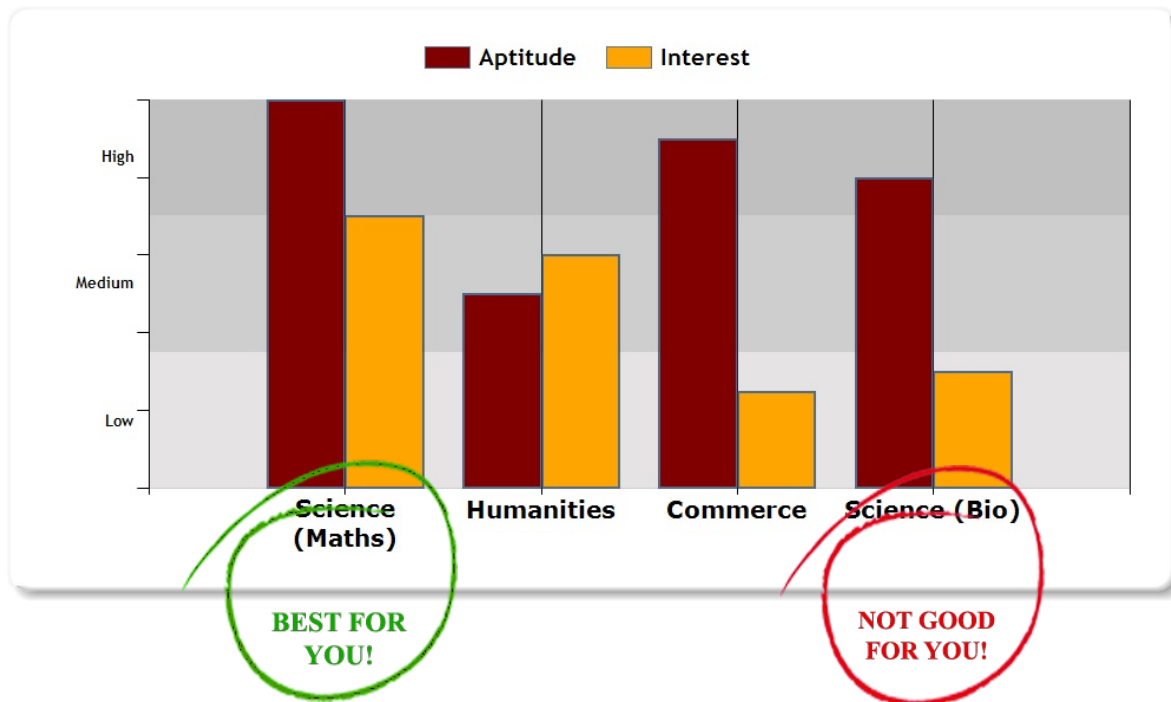 Aptitude Interest
High
Medium
Low
Science
(Maths)
Humanities
Commerce
Science (Bio)
BEST FOR
YOU!
NOT GOOD
FOR YOU!